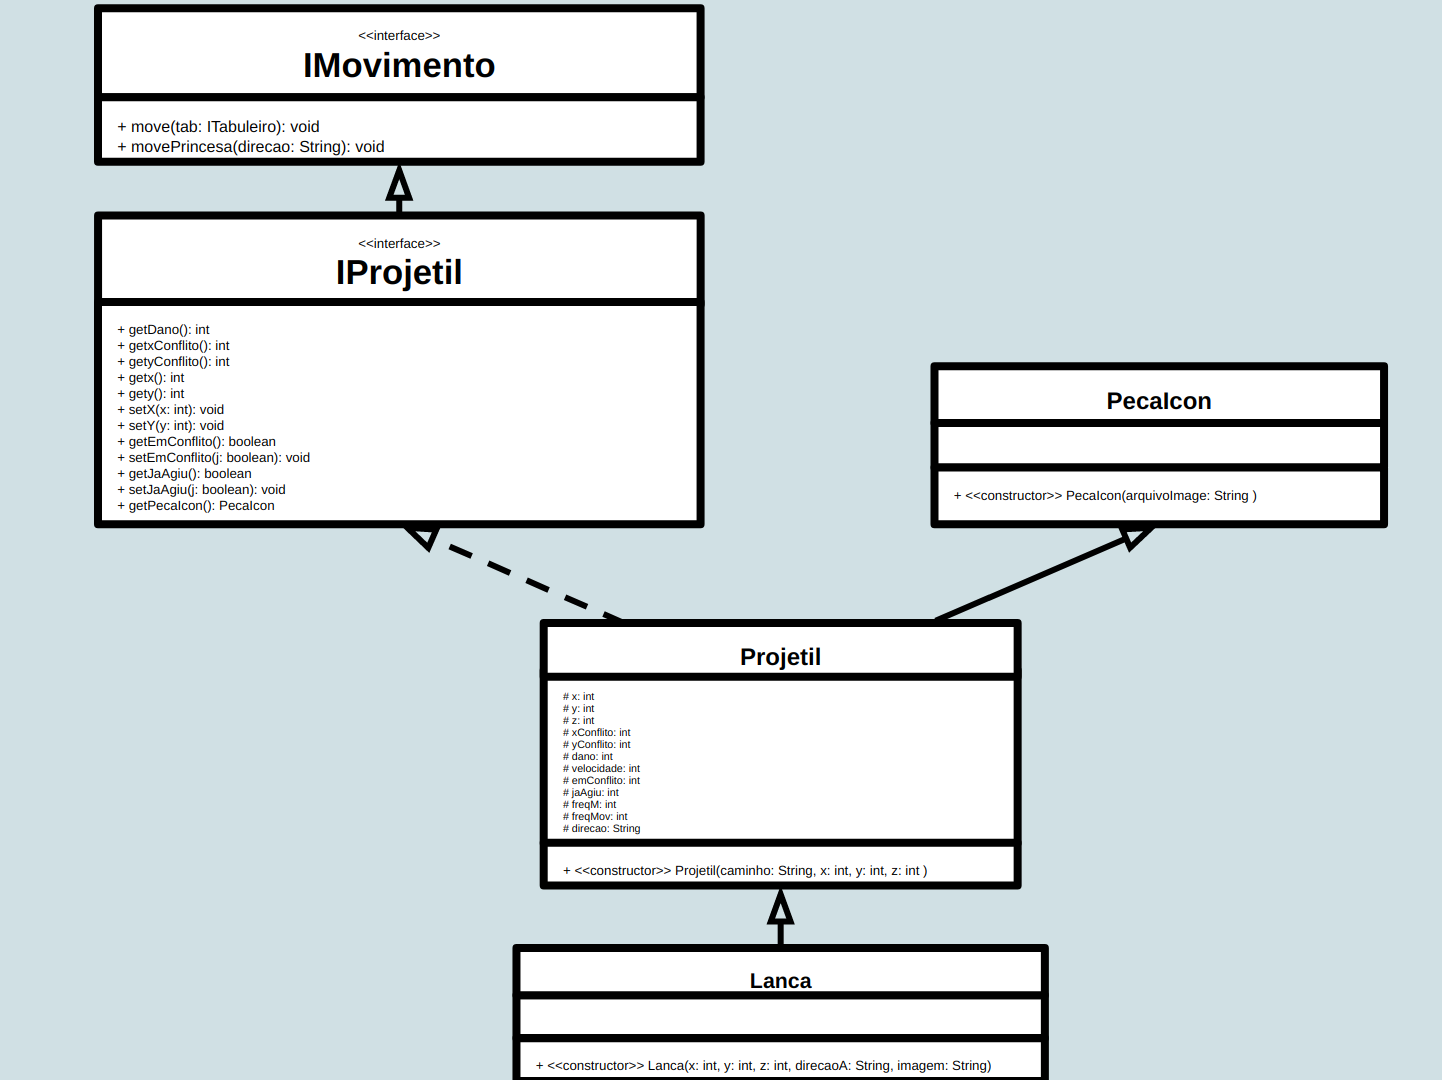 <<interface>>
IMovimento
+ move(tab: ITabuleiro): void
+ movePrincesa(direcao: String): void
<<interface>>
IProjetil
+ getDano(): int
+ getxConflito(): int
+ getyConflito(): int
+ getx(): int
+ gety(): int
+ setX(x: int): void
+ setY(y: int): void
+ getEmConflito(): boolean
+ setEmConflito(j: boolean): void
+ getJaAgiu(): boolean
+ setJaAgiu(j: boolean): void
+ getPecaIcon(): PecaIcon
PecaIcon
+ <<constructor>> PecaIcon(arquivoImage: String )
Projetil
# x: int
# y: int
# z: int
# xConflito: int
# yConflito: int
# dano: int
# velocidade: int
# emConflito: int
# jaAgiu: int
# freqM: int
# freqMov: int
# direcao: String
+ <<constructor>> Projetil(caminho: String, x: int, y: int, z: int )
Lanca
+ <<constructor>> Lanca(x: int, y: int, z: int, direcaoA: String, imagem: String)